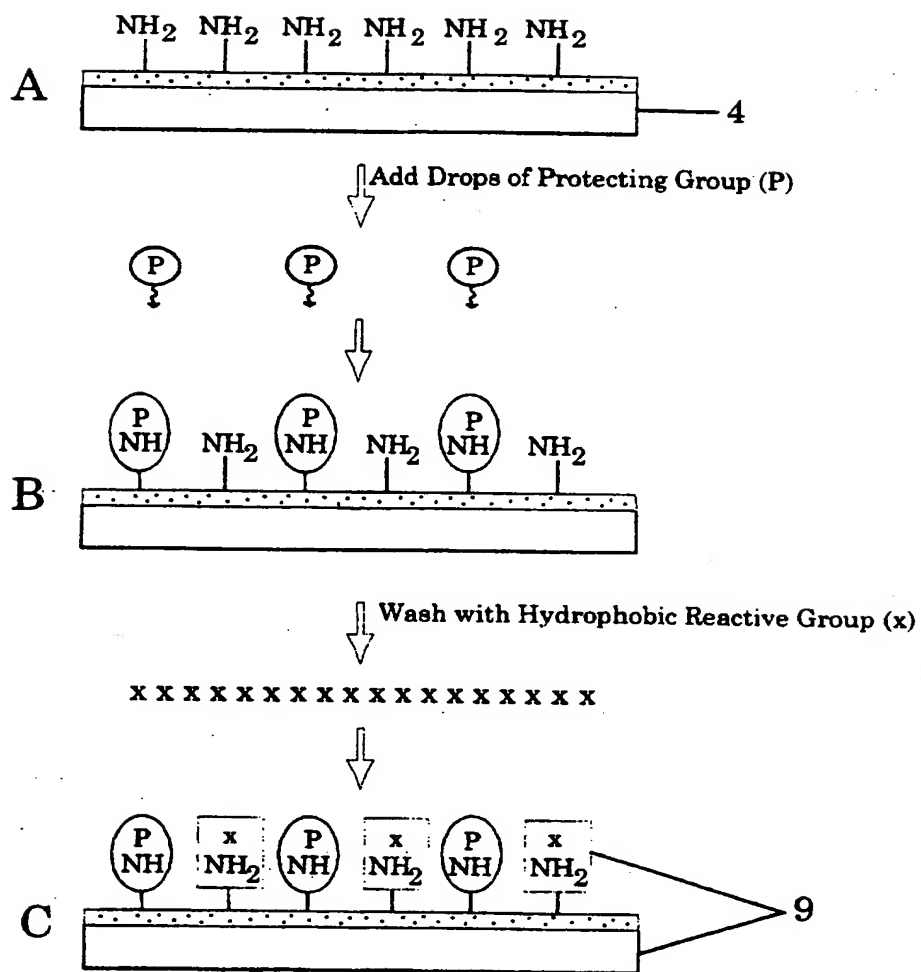 NH2 NH2 NH2 NH2 NH2 NH2
A
4
Add Drops of Protecting Group (P)
P P P
P P P
NH NH2 NH NH2 NH NH2
B
Wash with Hydrophobic Reactive Group (x)
x x x x x x x x x x x x x x x x x x
P x P x P x
NH NH2 NH NH2 NH NH2
C
9